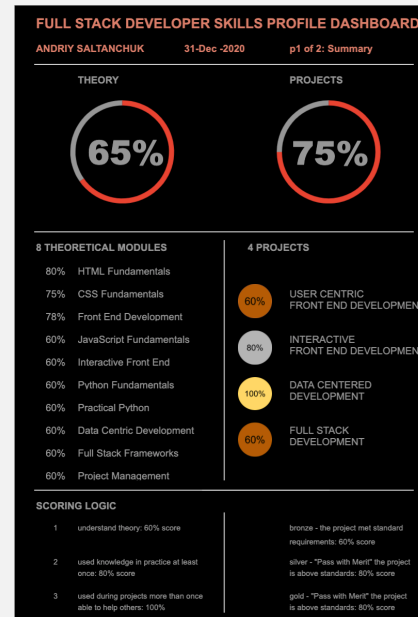 FULL STACK DEVELOPER SKILLS PROFILE DASHBOARD
ANDRIY SALTANCHUK 31-Dec -2020 p1 of 2: Summary
THEORY PROJECTS
65% 75%
8 THEORETICAL MODULES
80% HTML Fundamentals
75% CSS Fundamentals
78% Front End Development
60% JavaScript Fundamentals
60% Interactive Front End
60% Python Fundamentals
60% Practical Python
60% Data Centric Development
60% Full Stack Frameworks
60% Project Management
4 PROJECTS
60% USER CENTRIC
FRONT END DEVELOPMEN
80% INTERACTIVE
FRONT END DEVELOPMEN
100% DATA CENTERED
DEVELOPMENT
60% FULL STACK
DEVELOPMENT
SCORING LOGIC
1 understand theory: 60% score
2 used knowledge in practice at least
once: 80% score
3 used during projects more than once
able to help others: 100%
bronze - the project met standard
requirements: 60% score
silver - "Pass with Merit" the project
is above standards: 80% score
gold - "Pass with Merit" the project
is above standards: 80% score